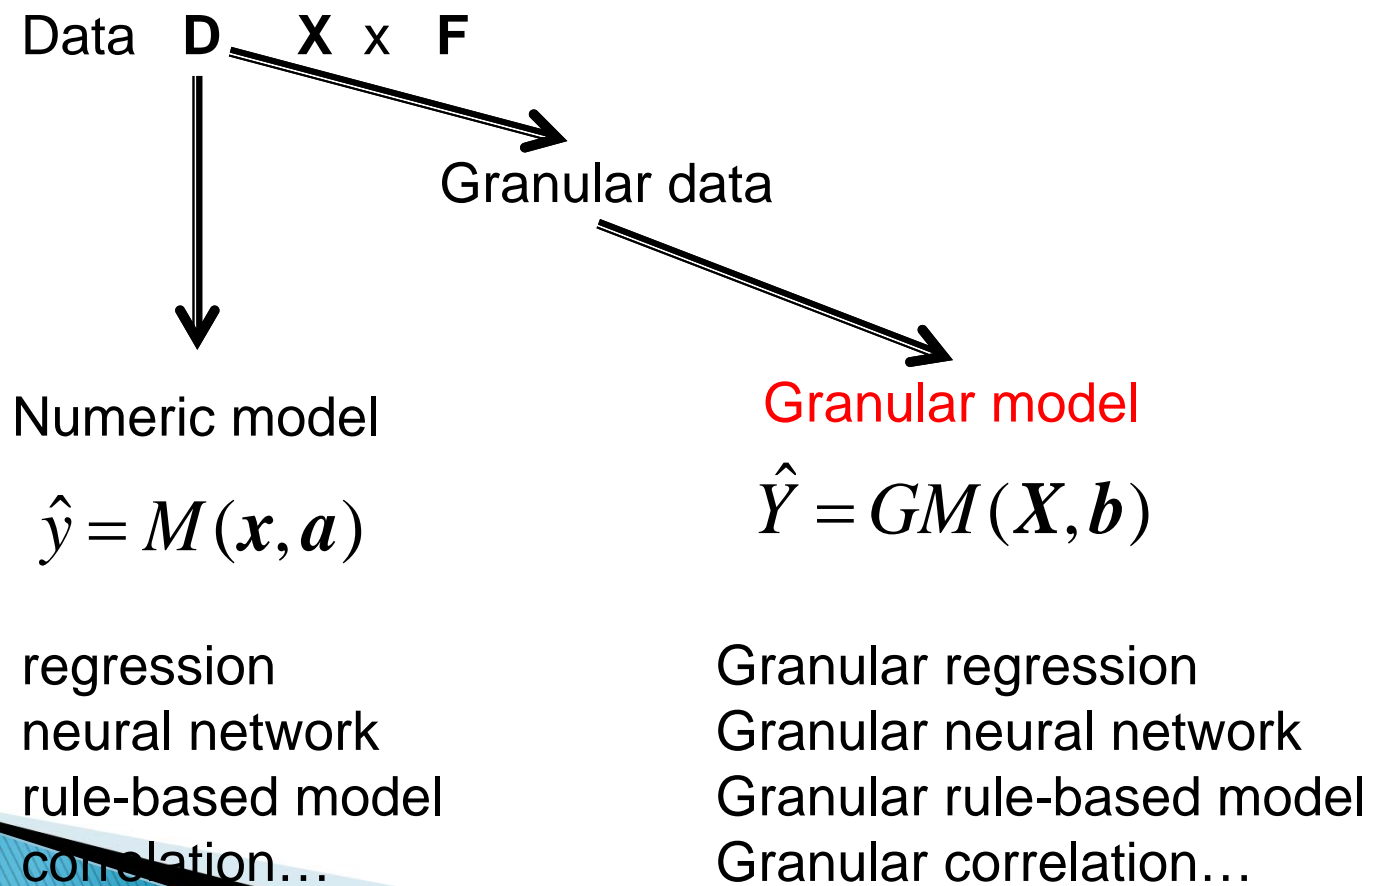 Data D X x F
Granular data
Numeric model
Granular model
ŷ = M(x, a)
Ŷ = GM(X, b)
regression
neural network
rule-based model
correlation…
Granular regression
Granular neural network
Granular rule-based model
Granular correlation…